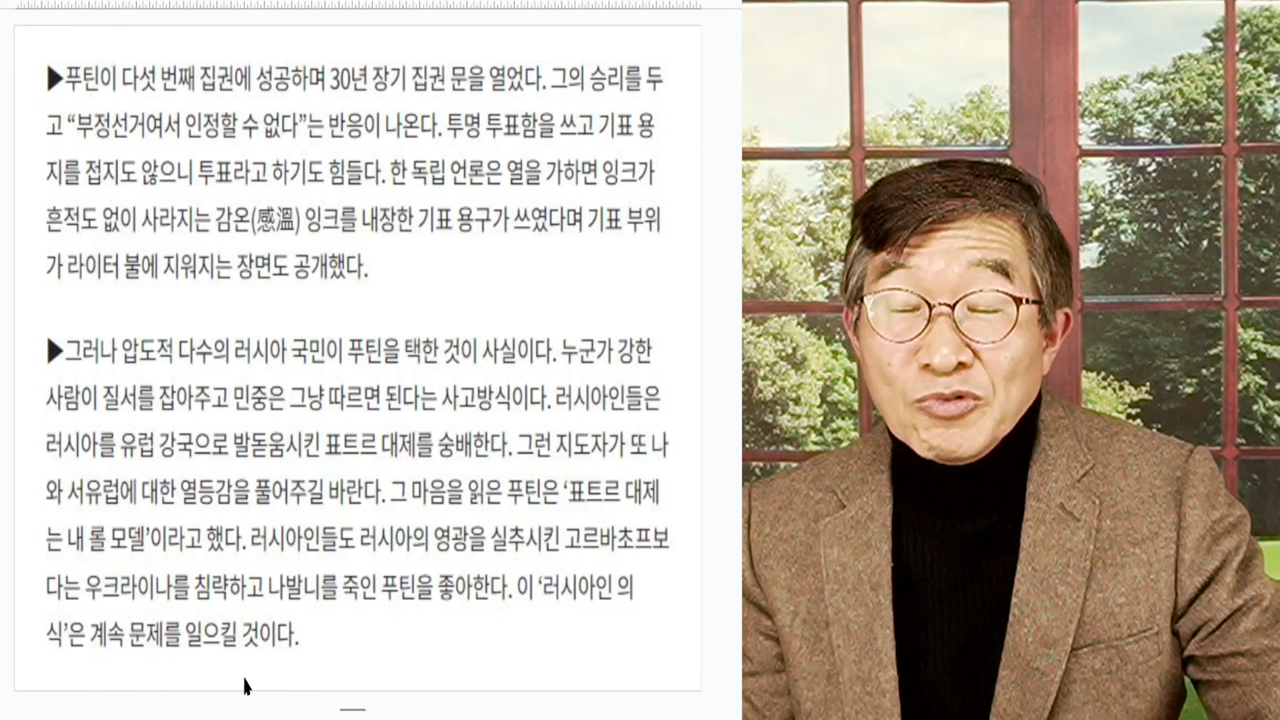 ▶푸틴이 다섯 번째 집권에 성공하며 30년 장기 집권 문을 열었다. 그의 승리를 두
고 “부정선거여서 인정할 수 없다”는 반응이 나온다. 투명 투표함을 쓰고 기표 용
지를 접지도 않으니 투표라고 하기도 힘들다. 한 독립 언론은 열을 가하면 잉크가
흔적도 없이 사라지는 감온(感溫) 잉크를 내장한 기표 용구가 쓰였다며 기표 부위
가 라이터 불에 지워지는 장면도 공개했다.
▶그러나 압도적 다수의 러시아 국민이 푸틴을 택한 것이 사실이다. 누군가 강한
사람이 질서를 잡아주고 민중은 그냥 따르면 된다는 사고방식이다. 러시아인들은
러시아를 유럽 강국으로 발돋움시킨 표트르 대제를 숭배한다. 그런 지도자가 또 나
와 서유럽에 대한 열등감을 풀어주길 바란다. 그 마음을 읽은 푸틴은 ‘표트르 대제
는 내 롤 모델’이라고 했다. 러시아인들도 러시아의 영광을 실추시킨 고르바초프보
다는 우크라이나를 침략하고 나발니를 죽인 푸틴을 좋아한다. 이 ‘러시아인 의
식’은 계속 문제를 일으킬 것이다.